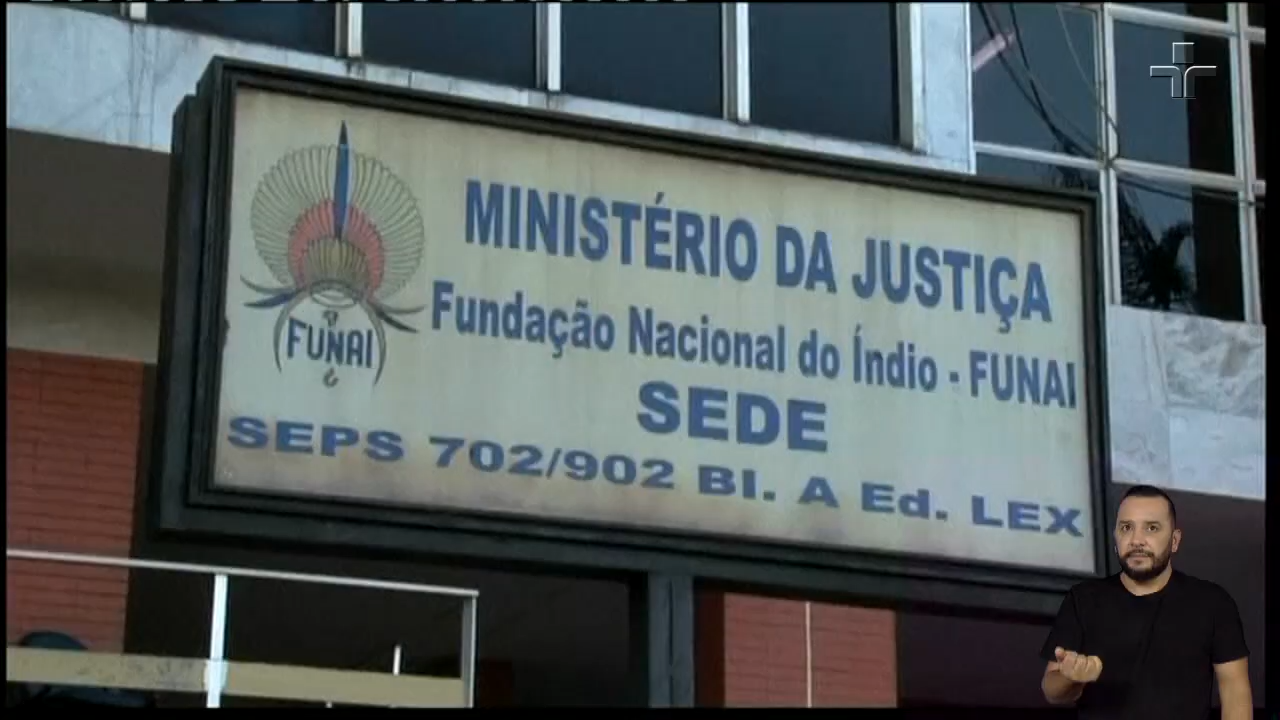 MINISTÉRIO DA JUSTIÇA
Fundação Nacional do Índio - FUNAI
SEDE
SEPS 702/902 Bl. A Ed. LEX
FUNAI